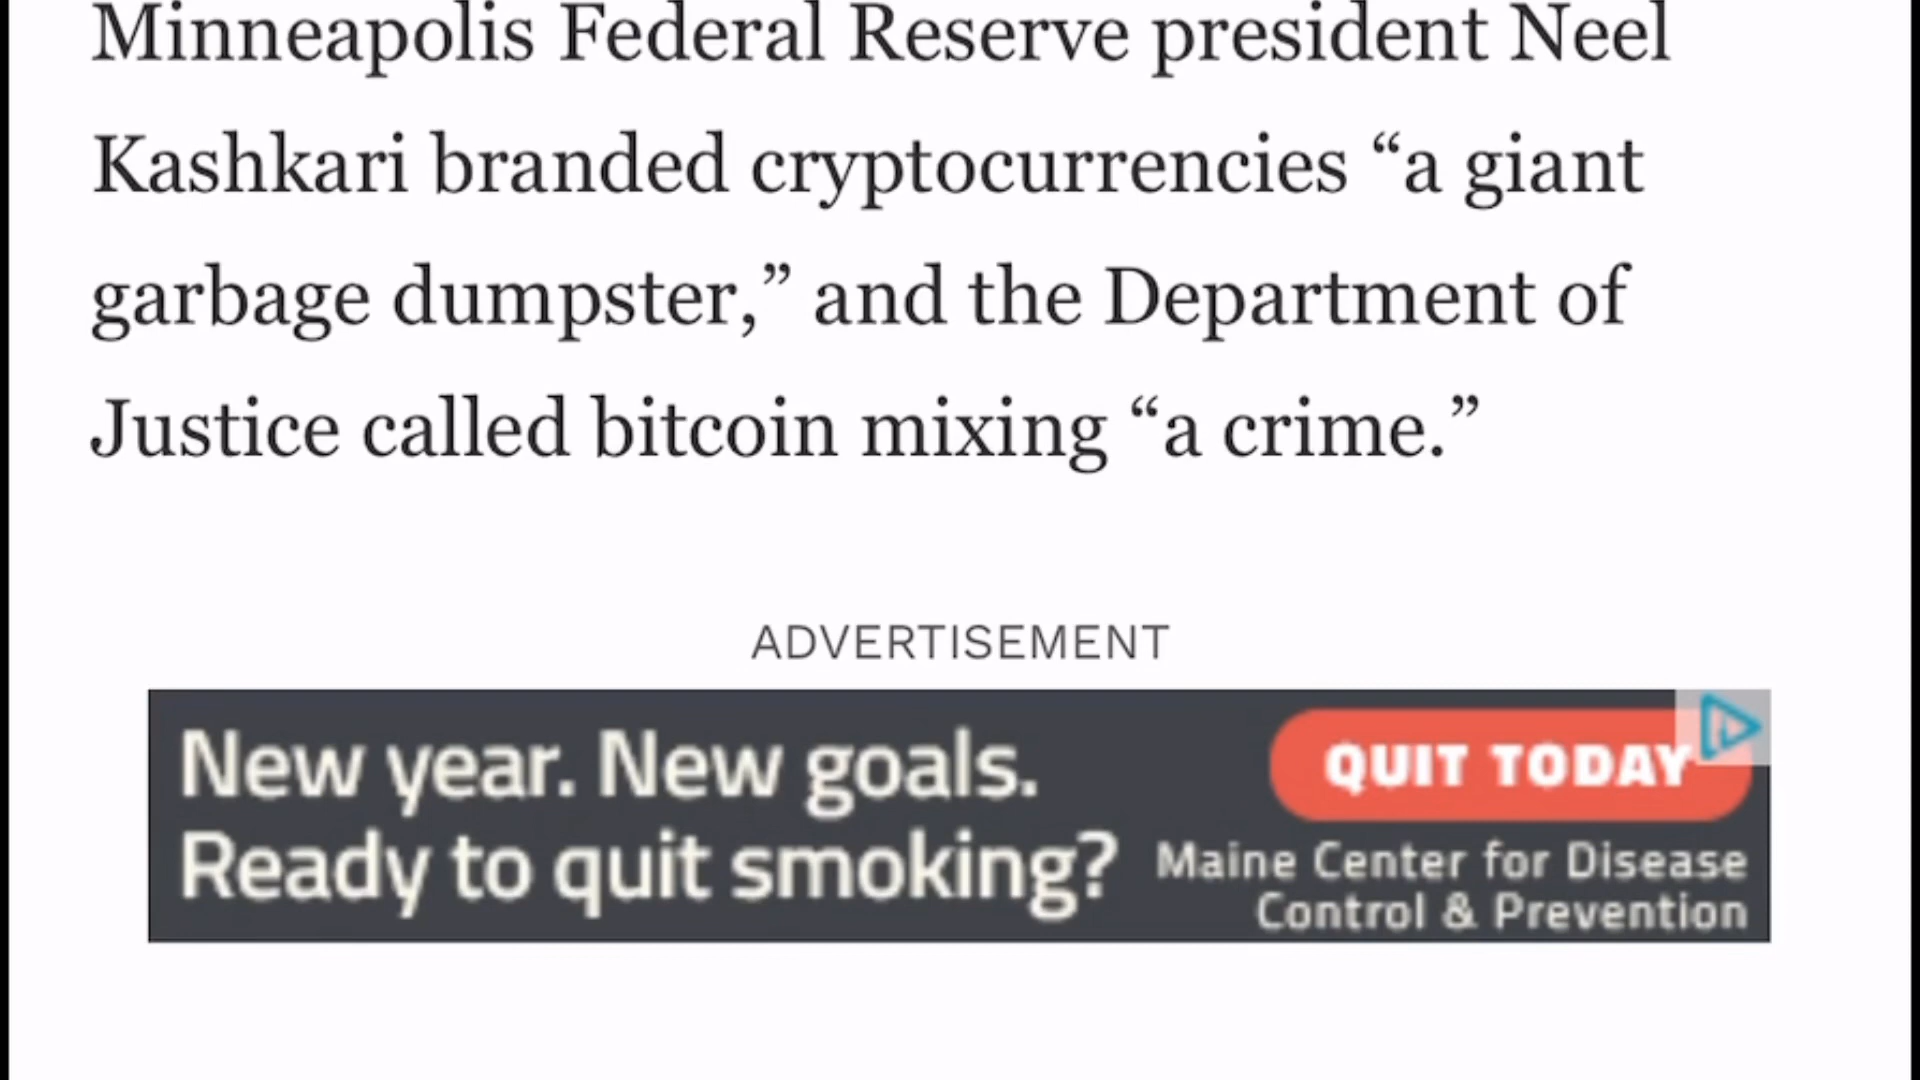 Minneapolis Federal Reserve president Neel
Kashkari branded cryptocurrencies “a giant
garbage dumpster,” and the Department of
Justice called bitcoin mixing “a crime.”
ADVERTISEMENT
New year. New goals.
Ready to quit smoking?
QUIT TODAY
Maine Center for Disease
Control & Prevention